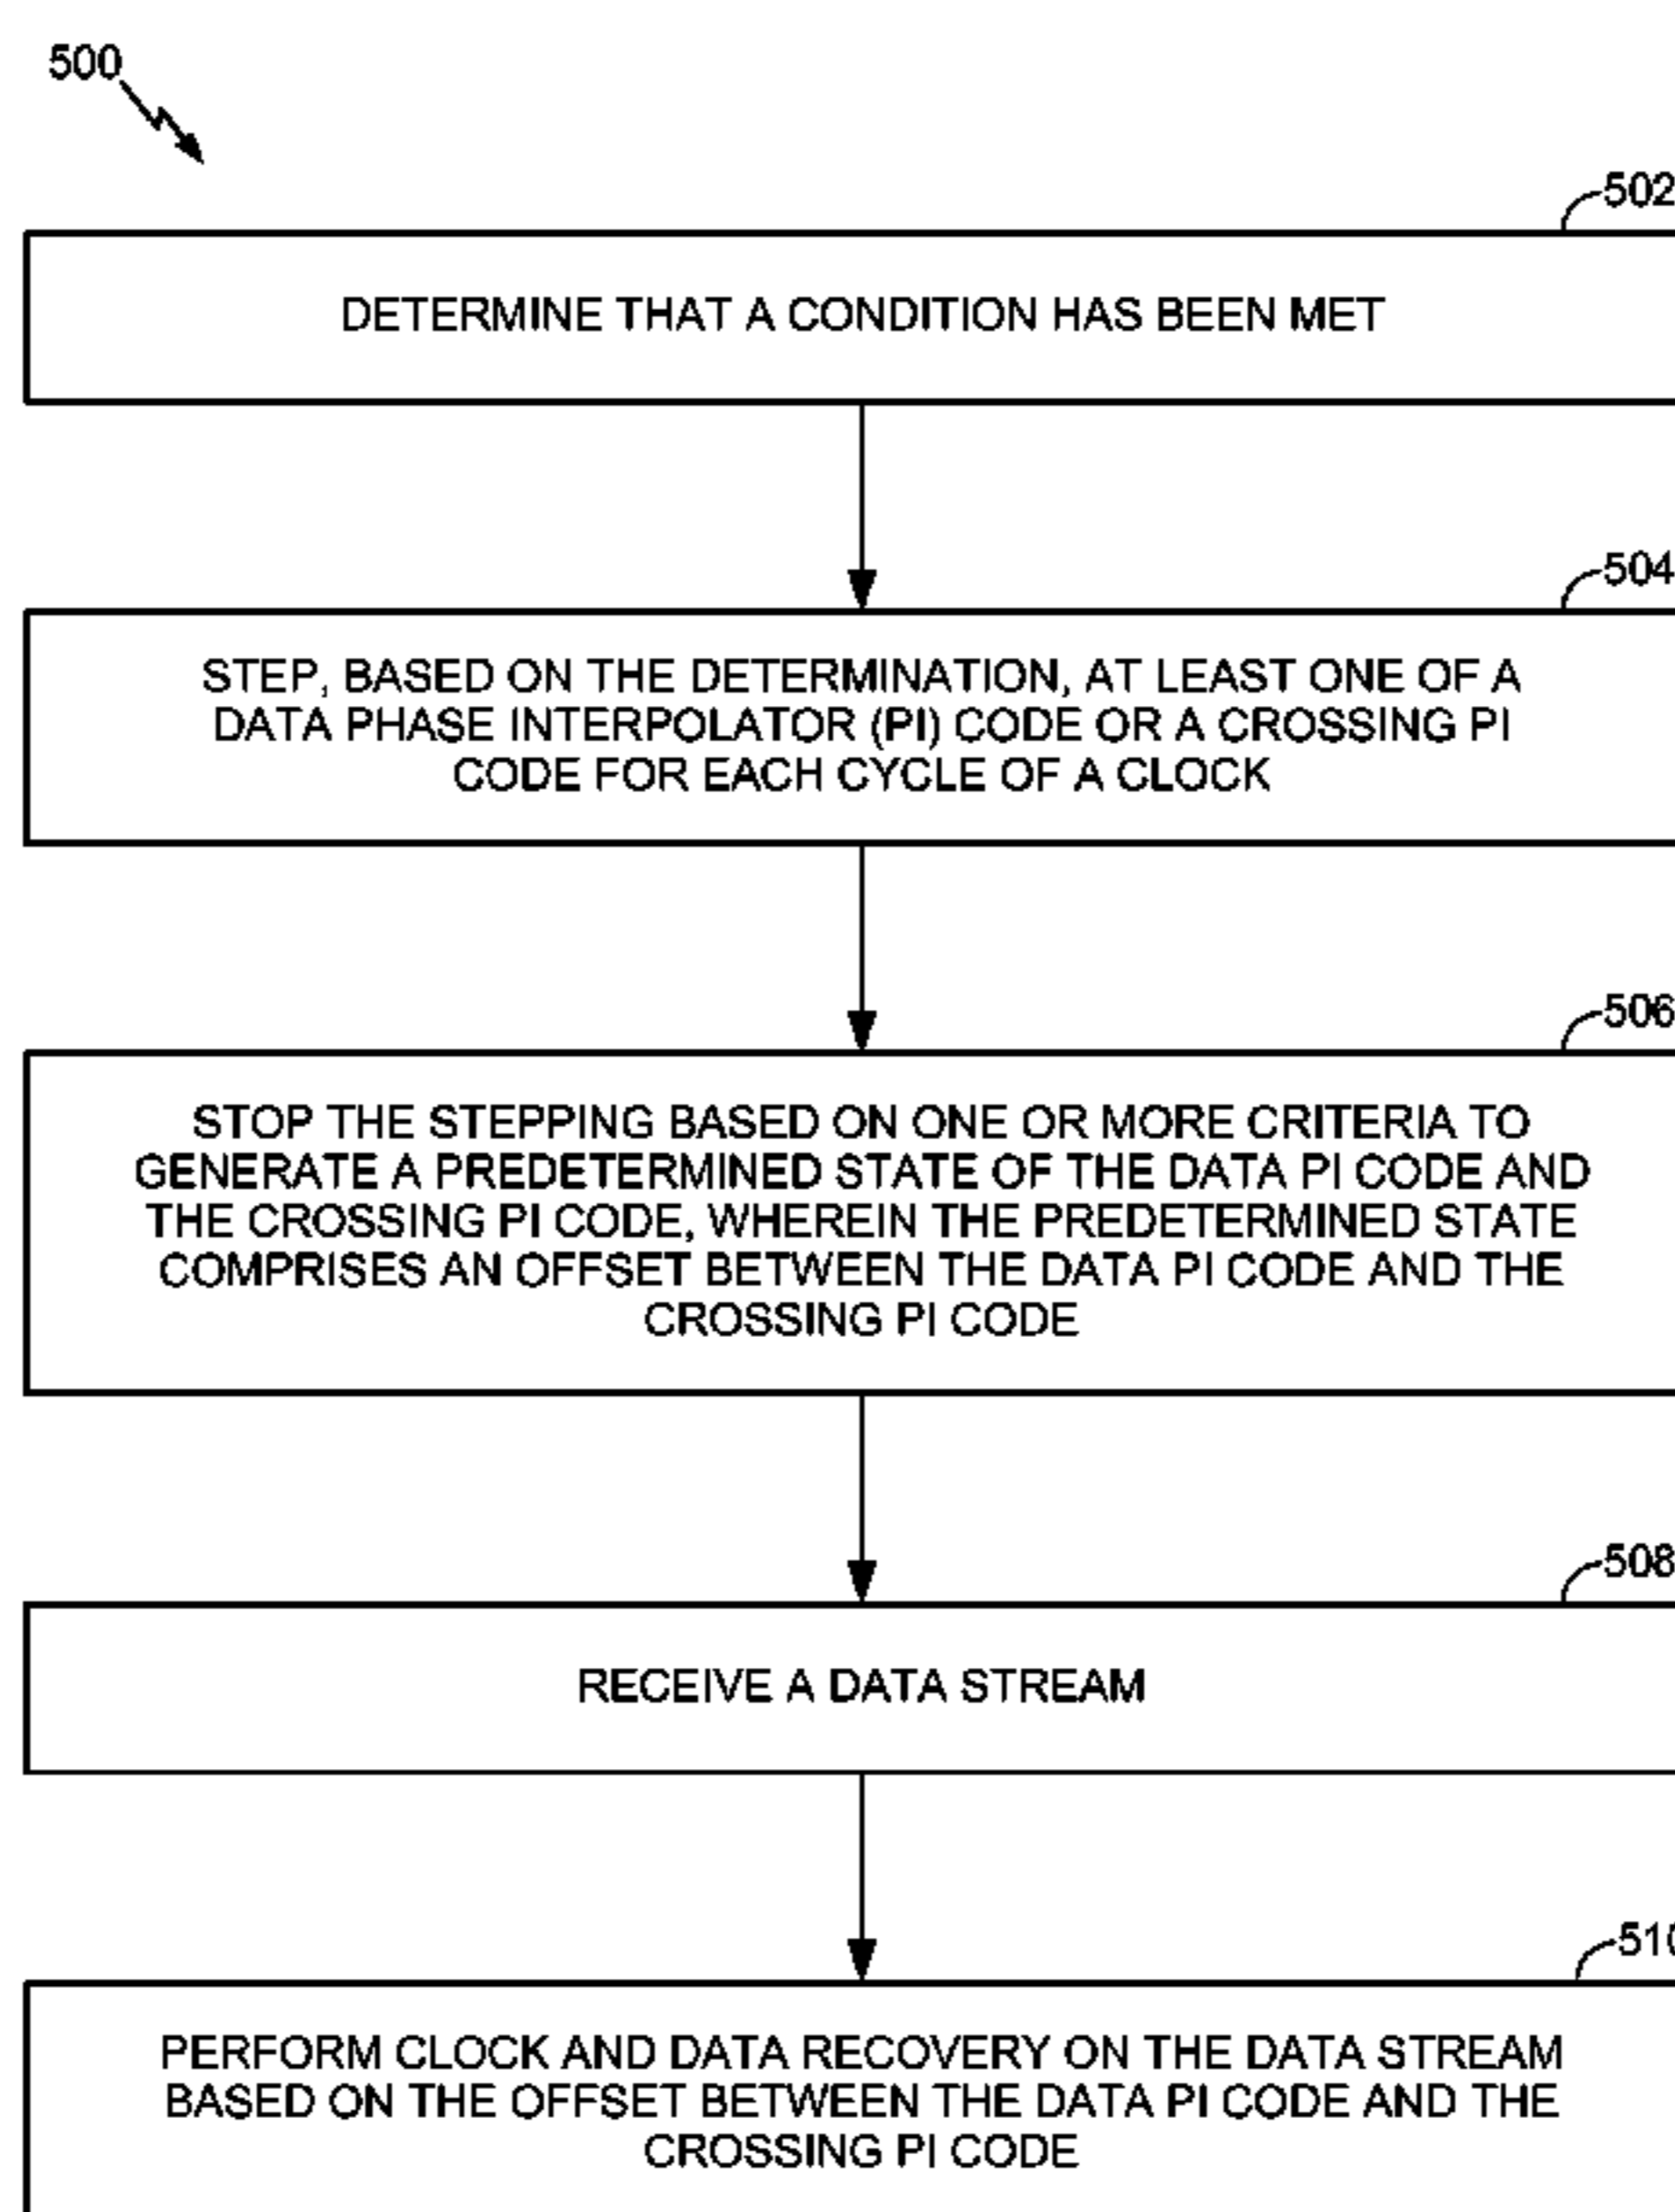 500
502
DETERMINE THAT A CONDITION HAS BEEN MET
504
STEP, BASED ON THE DETERMINATION, AT LEAST ONE OF A
DATA PHASE INTERPOLATOR (PI) CODE OR A CROSSING PI
CODE FOR EACH CYCLE OF A CLOCK
506
STOP THE STEPPING BASED ON ONE OR MORE CRITERIA TO
GENERATE A PREDETERMINED STATE OF THE DATA PI CODE AND
THE CROSSING PI CODE, WHEREIN THE PREDETERMINED STATE
COMPRISES AN OFFSET BETWEEN THE DATA PI CODE AND THE
CROSSING PI CODE
508
RECEIVE A DATA STREAM
510
PERFORM CLOCK AND DATA RECOVERY ON THE DATA STREAM
BASED ON THE OFFSET BETWEEN THE DATA PI CODE AND THE
CROSSING PI CODE